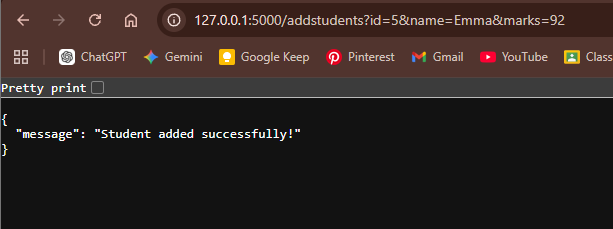 127.0.0.1:5000/addstudents?id=5&name=Emma&marks=92
ChatGPT Gemini Google Keep Pinterest Gmail YouTube Class
Pretty print
{
"message": "Student added successfully!"
}